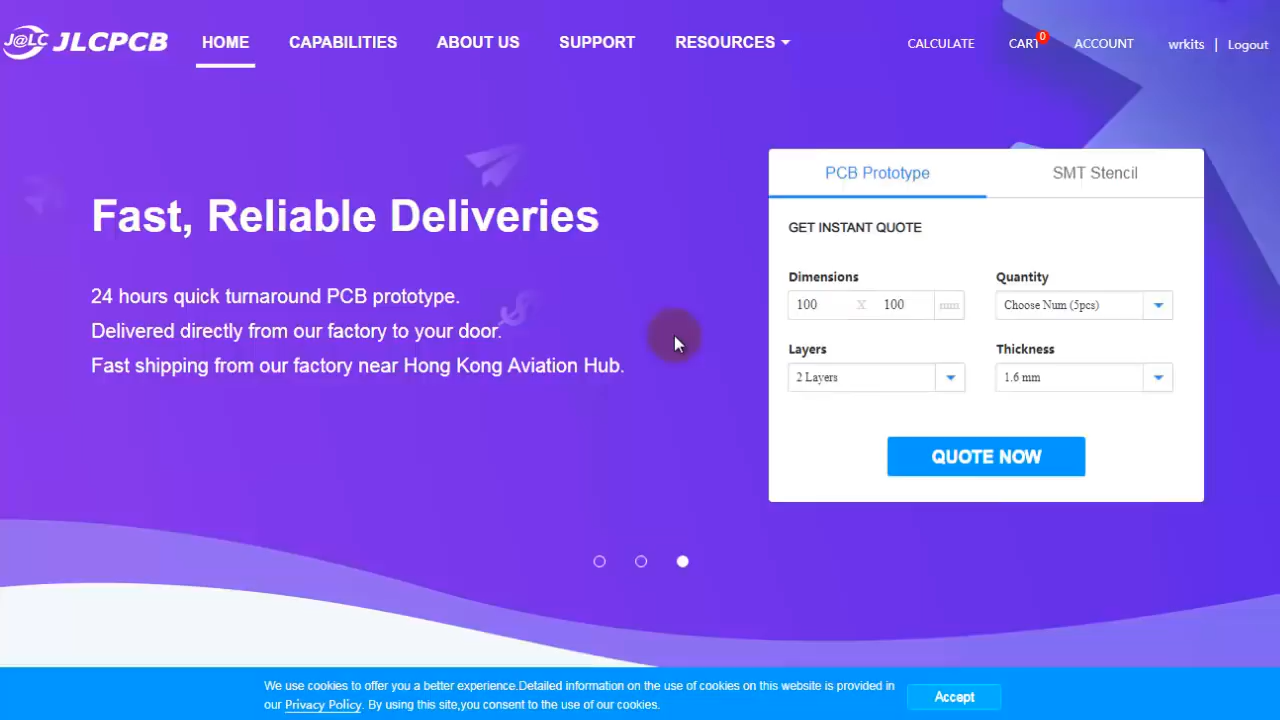 J@LC JLCPCB
HOME
CAPABILITIES
ABOUT US
SUPPORT
RESOURCES
CALCULATE
CART
0
ACCOUNT
wrkits | Logout
Fast, Reliable Deliveries
24 hours quick turnaround PCB prototype.
Delivered directly from our factory to your door.
Fast shipping from our factory near Hong Kong Aviation Hub.
PCB Prototype
SMT Stencil
GET INSTANT QUOTE
Dimensions
Quantity
100 X 100 mm
Choose Num (5pcs)
Layers
Thickness
2 Layers
1.6 mm
QUOTE NOW
We use cookies to offer you a better experience.Detailed information on the use of cookies on this website is provided in
our Privacy Policy. By using this site,you consent to the use of our cookies.
Accept